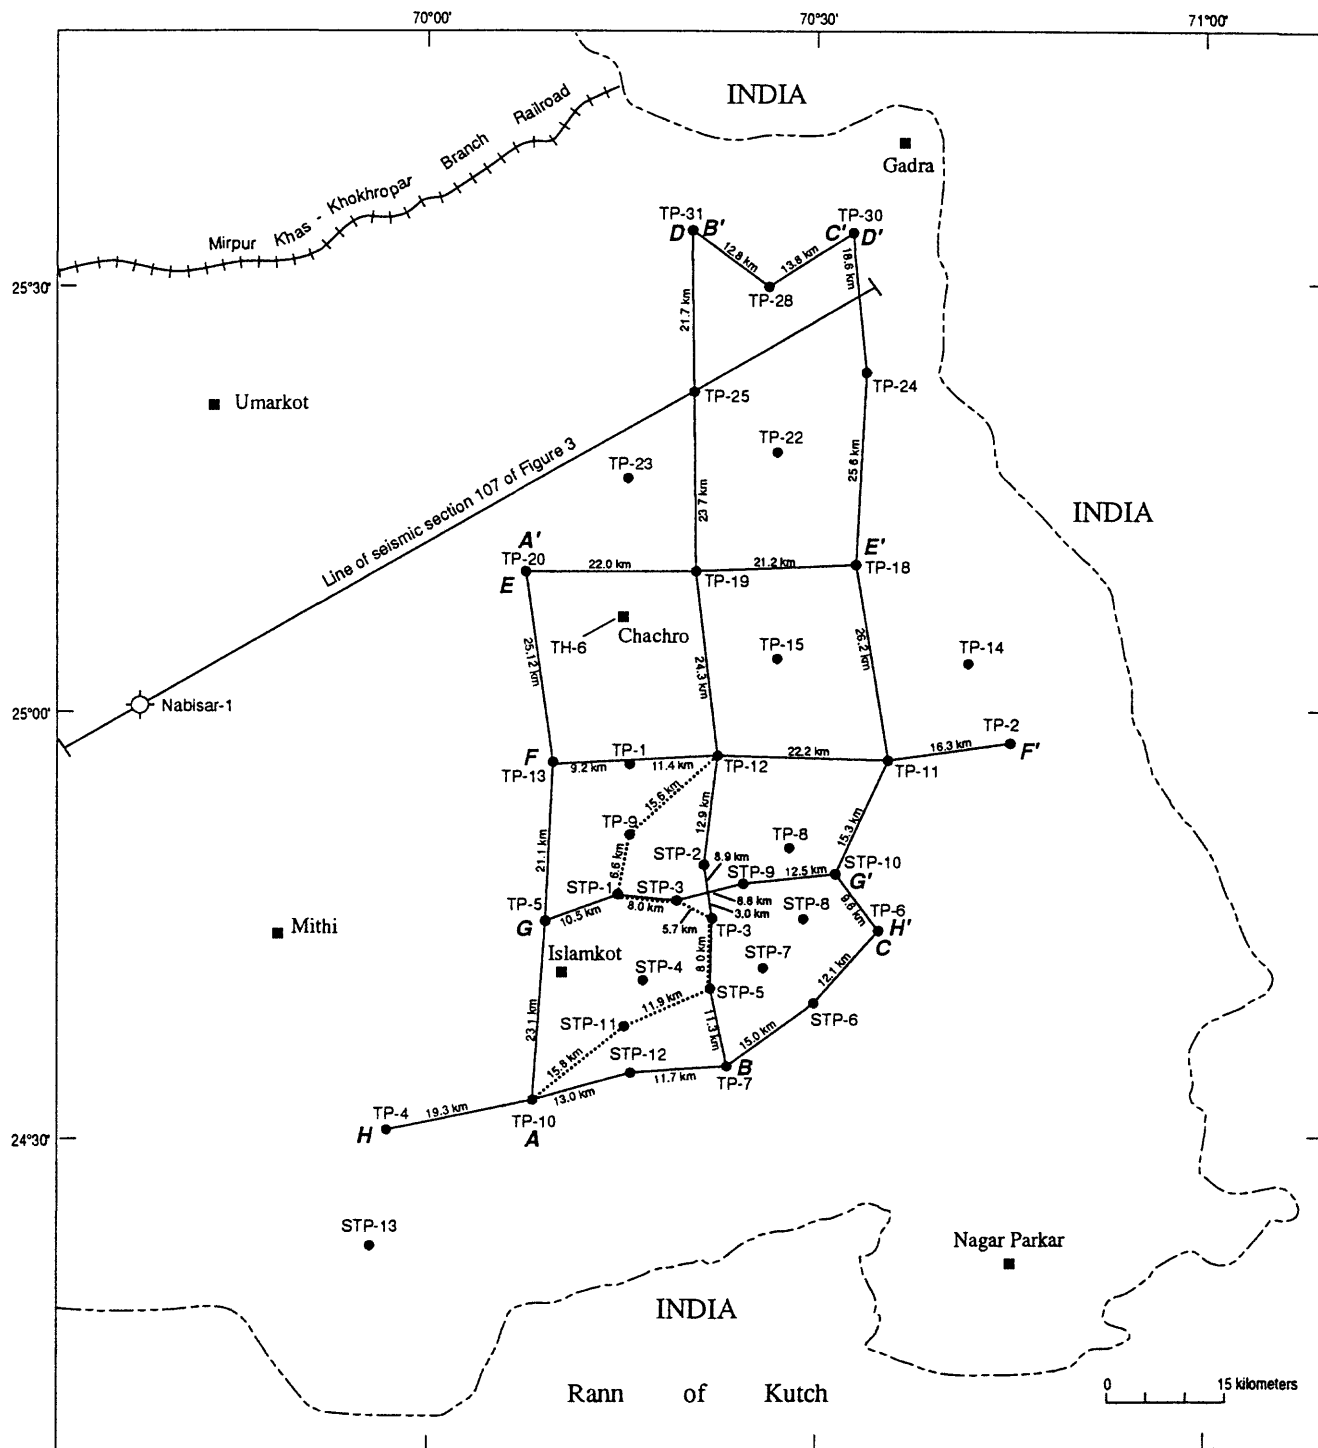 70°00'
70°30'
71°00'
INDIA
Mirpur Khas - Khokhropar Branch Railroad
Gadra
TP-31
D B'
TP-30
C' D'
12.8 km
13.8 km
18.6 km
25°30'
TP-28
21.7 km
TP-24
TP-25
Umarkot
TP-22
TP-23
25.6 km
23.7 km
Line of seismic section 107 of Figure 3
INDIA
A'
TP-20
E
22.0 km
TP-19
21.2 km
E'
TP-18
TH-6
Chachro
TP-15
TP-14
25.12 km
24.3 km
26.2 km
Nabisar-1
25°00'
TP-2
F'
F
TP-13
9.2 km
TP-1
11.4 km
TP-12
22.2 km
TP-11
16.3 km
15.6 km
12.9 km
15.3 km
TP-9
TP-8
21.1 km
6.6 km
STP-2
8.9 km
STP-9
12.5 km
STP-10
G'
STP-1
STP-3
8.0 km
8.8 km
3.0 km
9.8 km
TP-5
G
10.5 km
5.7 km
TP-3
STP-8
TP-6
H'
C
Mithi
Islamkot
STP-4
8.0 km
STP-7
12.1 km
STP-5
11.9 km
STP-11
STP-6
23.1 km
11.3 km
15.0 km
15.8 km
STP-12
B
TP-7
11.7 km
13.0 km
TP-4
H
19.3 km
TP-10
A
24°30'
STP-13
Nagar Parkar
INDIA
Rann of Kutch
0 15 kilometers